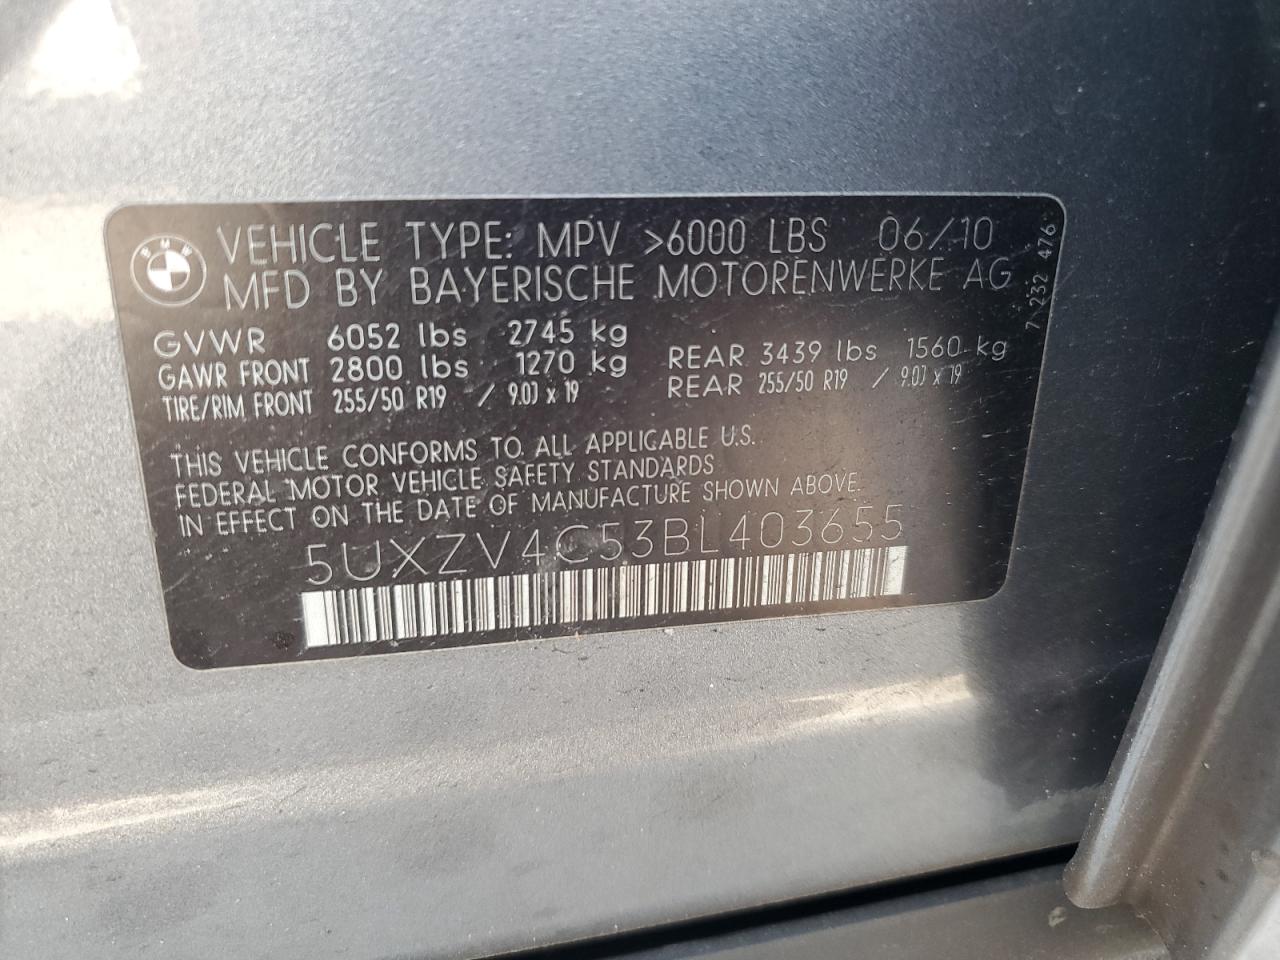 BMW
VEHICLE TYPE: MPV >6000 LBS 06/10
MFD BY BAYERISCHE MOTORENWERKE AG
7 232 476
GVWR 6052 lbs 2745 kg
GAWR FRONT 2800 lbs 1270 kg REAR 3439 lbs 1560 kg
TIRE/RIM FRONT 255/50 R19 / 9.0J x 19 REAR 255/50 R19 / 9.0J x 19
THIS VEHICLE CONFORMS TO ALL APPLICABLE U.S.
FEDERAL MOTOR VEHICLE SAFETY STANDARDS
IN EFFECT ON THE DATE OF MANUFACTURE SHOWN ABOVE.
5UXZV4C53BL403655